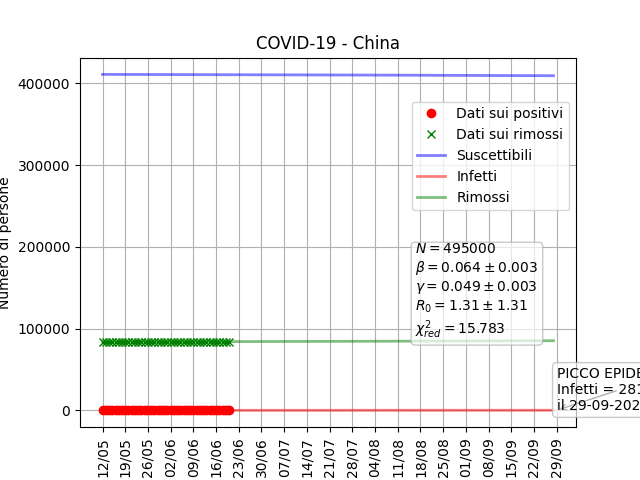 COVID-19 - China
Numero di persone
400000
300000
200000
100000
0
Dati sui positivi
Dati sui rimossi
Suscettibili
Infetti
Rimossi
N = 495000
β = 0.064 ± 0.003
γ = 0.049 ± 0.003
R₀ = 1.31 ± 1.31
χ²red = 15.783
PICCO EPIDE
Infetti = 281
il 29-09-202
12/05
19/05
26/05
02/06
09/06
16/06
23/06
30/06
07/07
14/07
21/07
28/07
04/08
11/08
18/08
25/08
01/09
08/09
15/09
22/09
29/09